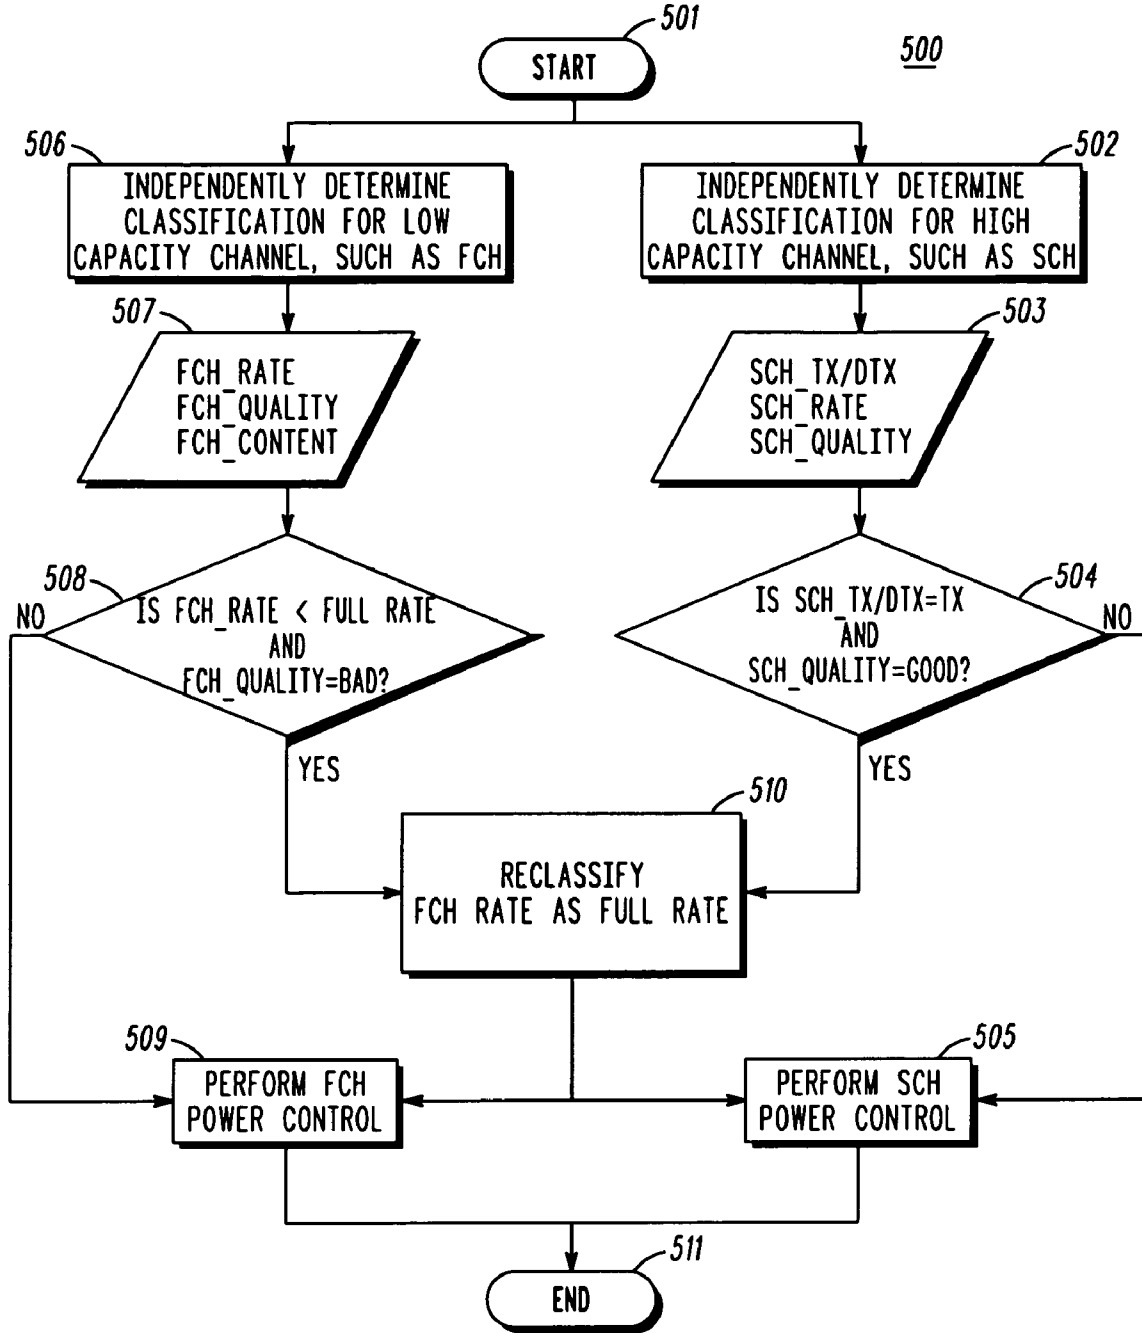 501
500
START
506
INDEPENDENTLY DETERMINE
CLASSIFICATION FOR LOW
CAPACITY CHANNEL, SUCH AS FCH
502
INDEPENDENTLY DETERMINE
CLASSIFICATION FOR HIGH
CAPACITY CHANNEL, SUCH AS SCH
507
FCH_RATE
FCH_QUALITY
FCH_CONTENT
503
SCH_TX/DTX
SCH_RATE
SCH_QUALITY
508
NO
IS FCH_RATE < FULL RATE
AND
FCH_QUALITY=BAD?
YES
504
NO
IS SCH_TX/DTX=TX
AND
SCH_QUALITY=GOOD?
YES
510
RECLASSIFY
FCH RATE AS FULL RATE
509
PERFORM FCH
POWER CONTROL
505
PERFORM SCH
POWER CONTROL
511
END